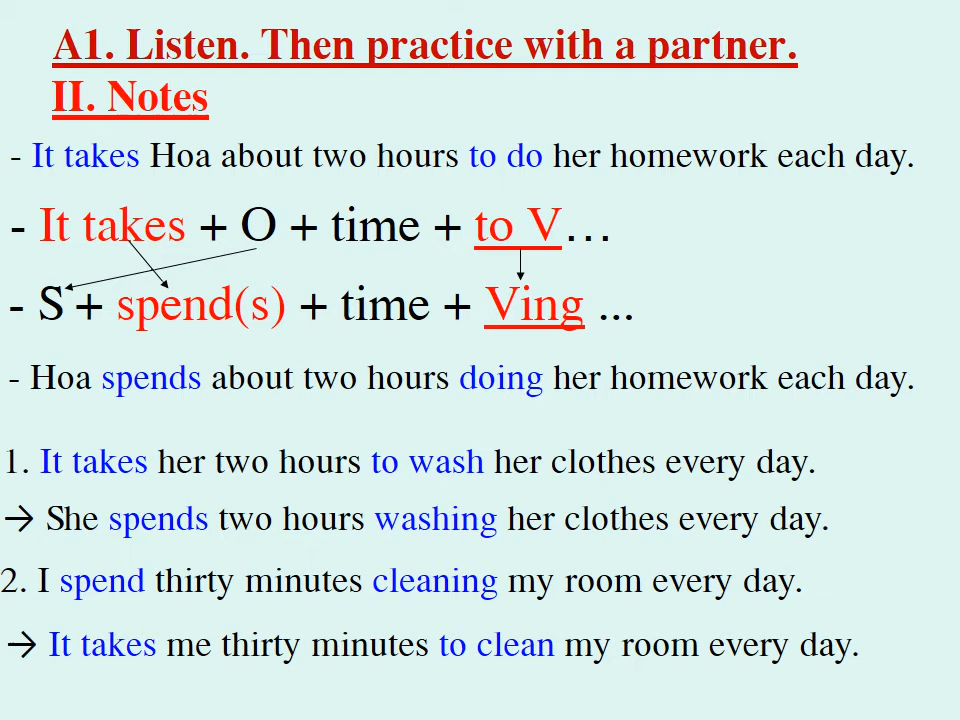 A1. Listen. Then practice with a partner.
II. Notes
- It takes Hoa about two hours to do her homework each day.
- It takes + O + time + to V…
- S + spend(s) + time + Ving ...
- Hoa spends about two hours doing her homework each day.
1. It takes her two hours to wash her clothes every day.
→ She spends two hours washing her clothes every day.
2. I spend thirty minutes cleaning my room every day.
→ It takes me thirty minutes to clean my room every day.